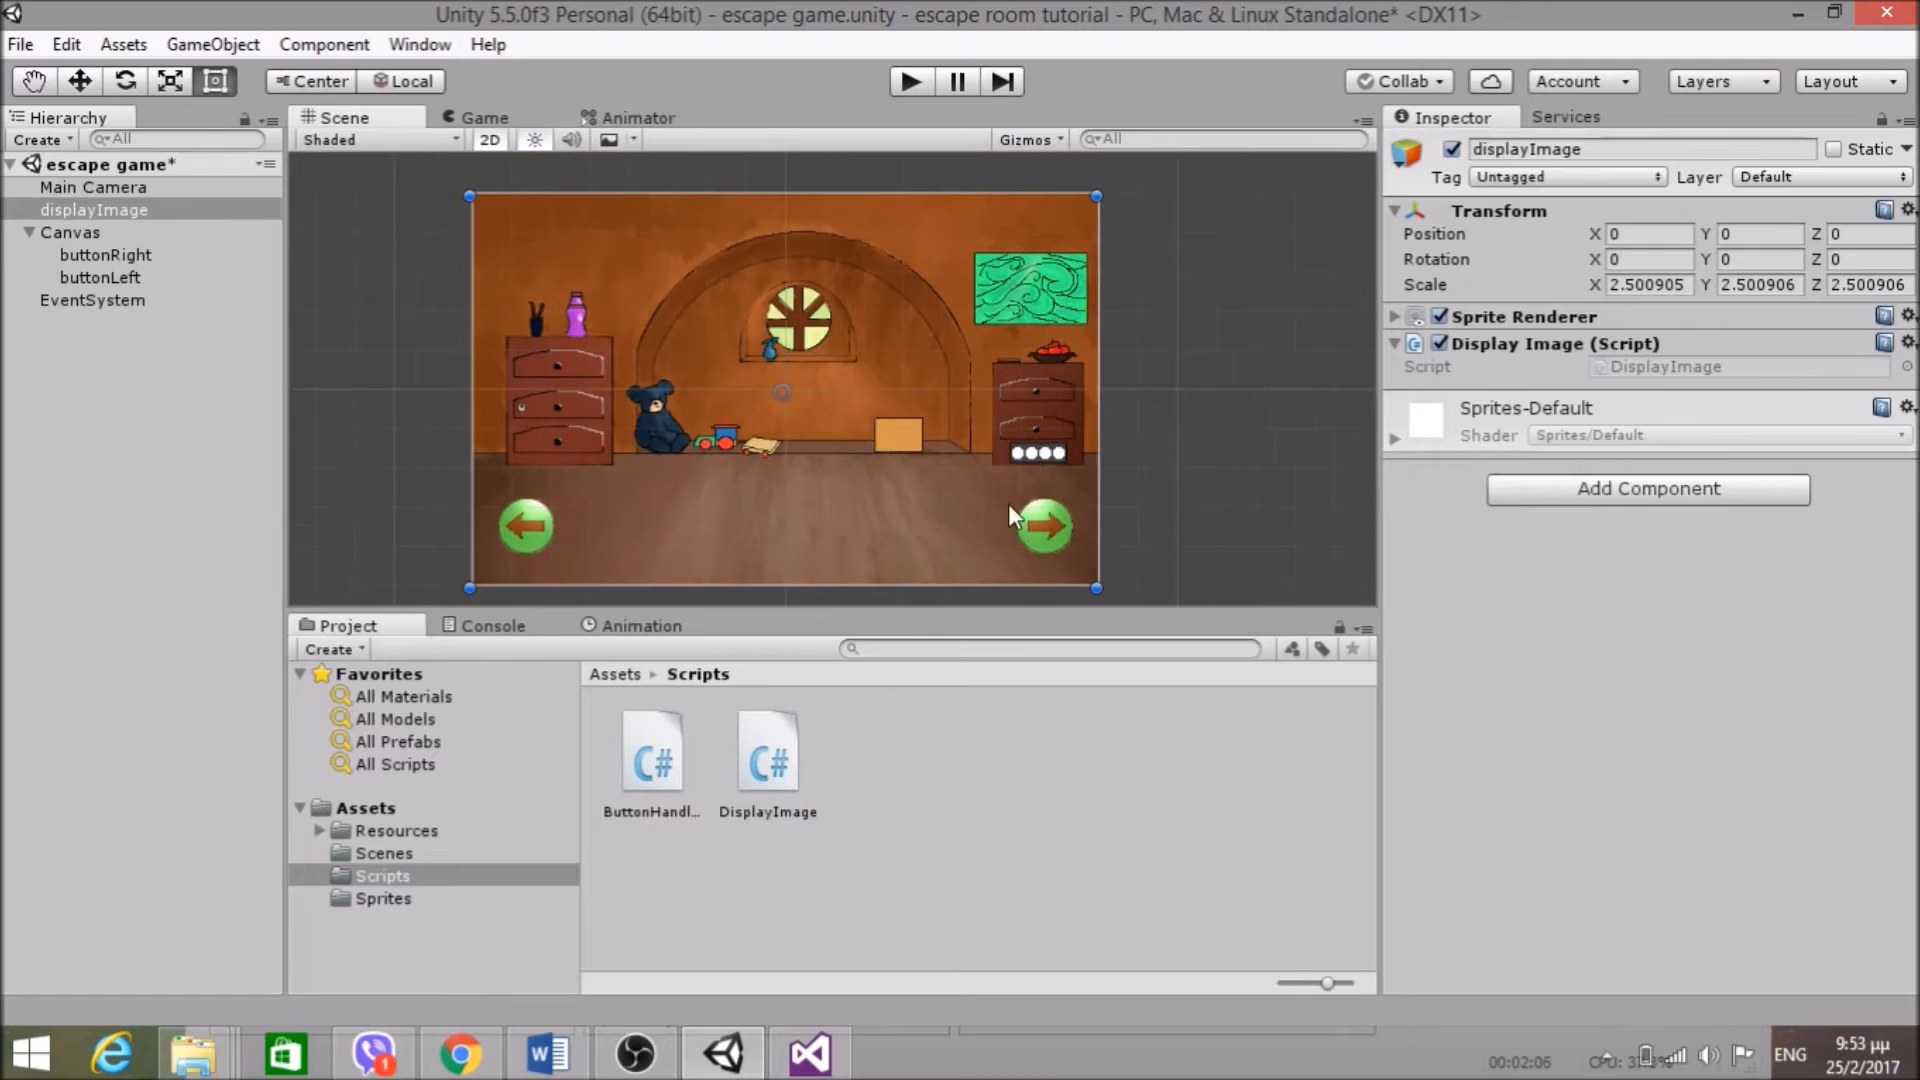 Unity 5.5.0f3 Personal (64bit) - escape game.unity - escape room tutorial - PC, Mac & Linux Standalone* <DX11>
File Edit Assets GameObject Component Window Help
Center Local Collab Account Layers Layout
Hierarchy
Create All
escape game*
Main Camera
displayImage
Canvas
buttonRight
buttonLeft
EventSystem
Scene Game Animator
Shaded 2D Gizmos All
Inspector Services
displayImage Static
Tag Untagged Layer Default
Transform
Position X 0 Y 0 Z 0
Rotation X 0 Y 0 Z 0
Scale X 2.500905 Y 2.500906 Z 2.500906
Sprite Renderer
Display Image (Script)
Script DisplayImage
Sprites-Default
Shader Sprites/Default
Add Component
Project Console Animation
Create
Favorites
All Materials
All Models
All Prefabs
All Scripts
Assets
Resources
Scenes
Scripts
Sprites
Assets Scripts
C# C#
ButtonHandl... DisplayImage
00:02:06 CPU:
ENG
9:53 μμ
25/2/2017